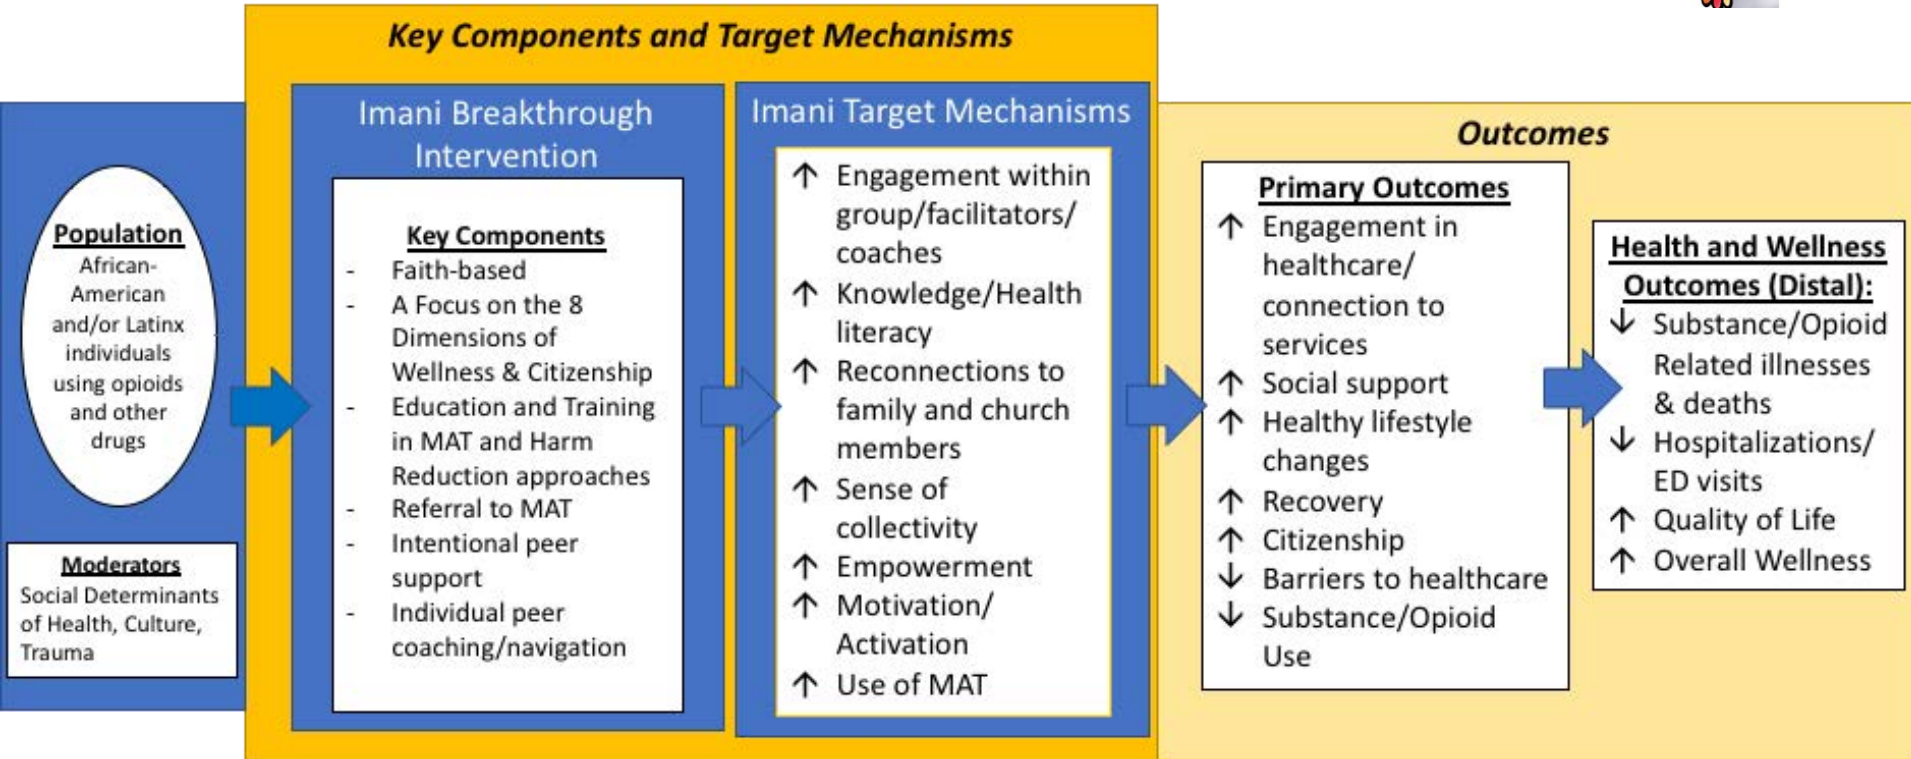 Key Components and Target Mechanisms
Population
African-
American
and/or Latinx
individuals
using opioids
and other
drugs
Moderators
Social Determinants
of Health, Culture,
Trauma
Imani Breakthrough
Intervention
Key Components
- Faith-based
- A Focus on the 8
Dimensions of
Wellness & Citizenship
- Education and Training
in MAT and Harm
Reduction approaches
- Referral to MAT
- Intentional peer
support
- Individual peer
coaching/navigation
Imani Target Mechanisms
↑ Engagement within
group/facilitators/
coaches
↑ Knowledge/Health
literacy
↑ Reconnections to
family and church
members
↑ Sense of
collectivity
↑ Empowerment
↑ Motivation/
Activation
↑ Use of MAT
Outcomes
Primary Outcomes
↑ Engagement in
healthcare/
connection to
services
↑ Social support
↑ Healthy lifestyle
changes
↑ Recovery
↑ Citizenship
↓ Barriers to healthcare
↓ Substance/Opioid
Use
Health and Wellness
Outcomes (Distal):
↓ Substance/Opioid
Related illnesses
& deaths
↓ Hospitalizations/
ED visits
↑ Quality of Life
↑ Overall Wellness